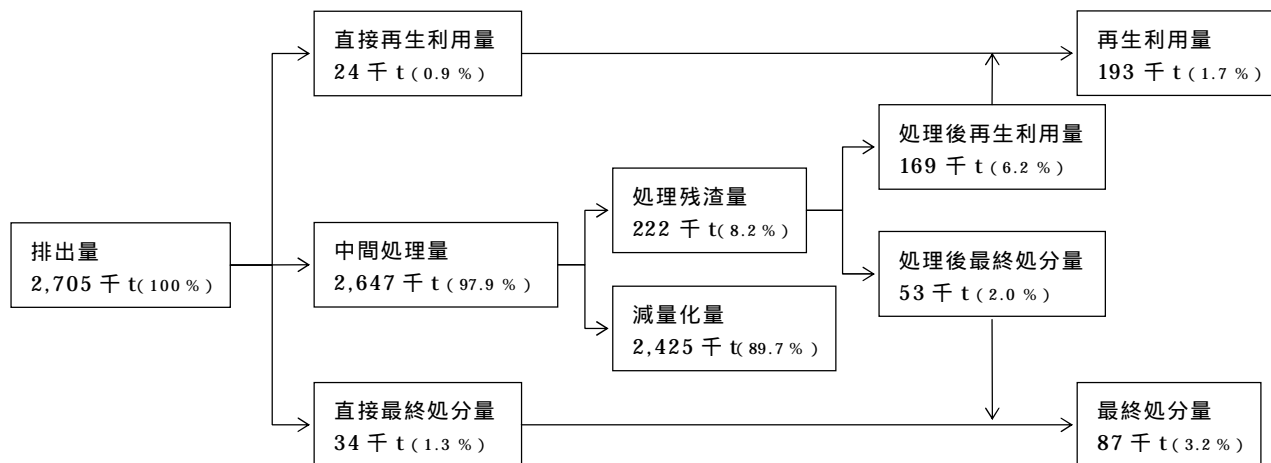 直接再生利用量
24 千 t (0.9 %)
再生利用量
193 千 t (1.7 %)
処理後再生利用量
169 千 t (6.2 %)
処理残渣量
222 千 t(8.2 %)
排出量
2,705 千 t(100 %)
中間処理量
2,647 千 t (97.9 %)
処理後最終処分量
53 千 t (2.0 %)
減量化量
2,425 千 t(89.7 %)
直接最終処分量
34 千 t (1.3 %)
最終処分量
87 千 t (3.2 %)